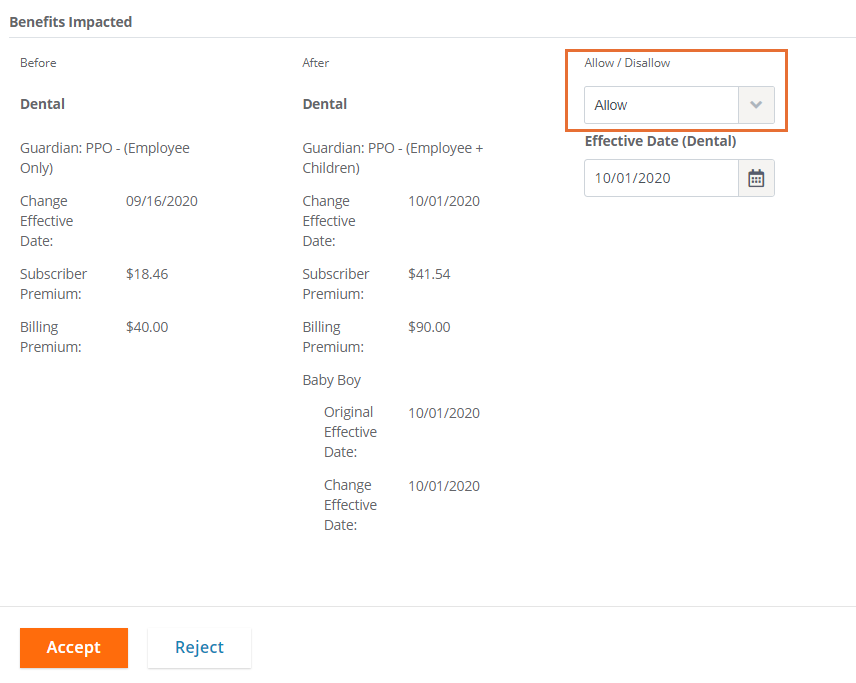 Benefits Impacted
Before
Dental
Guardian: PPO - (Employee
Only)
Change
Effective
Date:
09/16/2020
Subscriber
Premium:
$18.46
Billing
Premium:
$40.00
After
Dental
Guardian: PPO - (Employee +
Children)
Change
Effective
Date:
10/01/2020
Subscriber
Premium:
$41.54
Billing
Premium:
$90.00
Baby Boy
Original
Effective
Date:
10/01/2020
Change
Effective
Date:
10/01/2020
Allow / Disallow
Allow
Effective Date (Dental)
10/01/2020
Accept
Reject